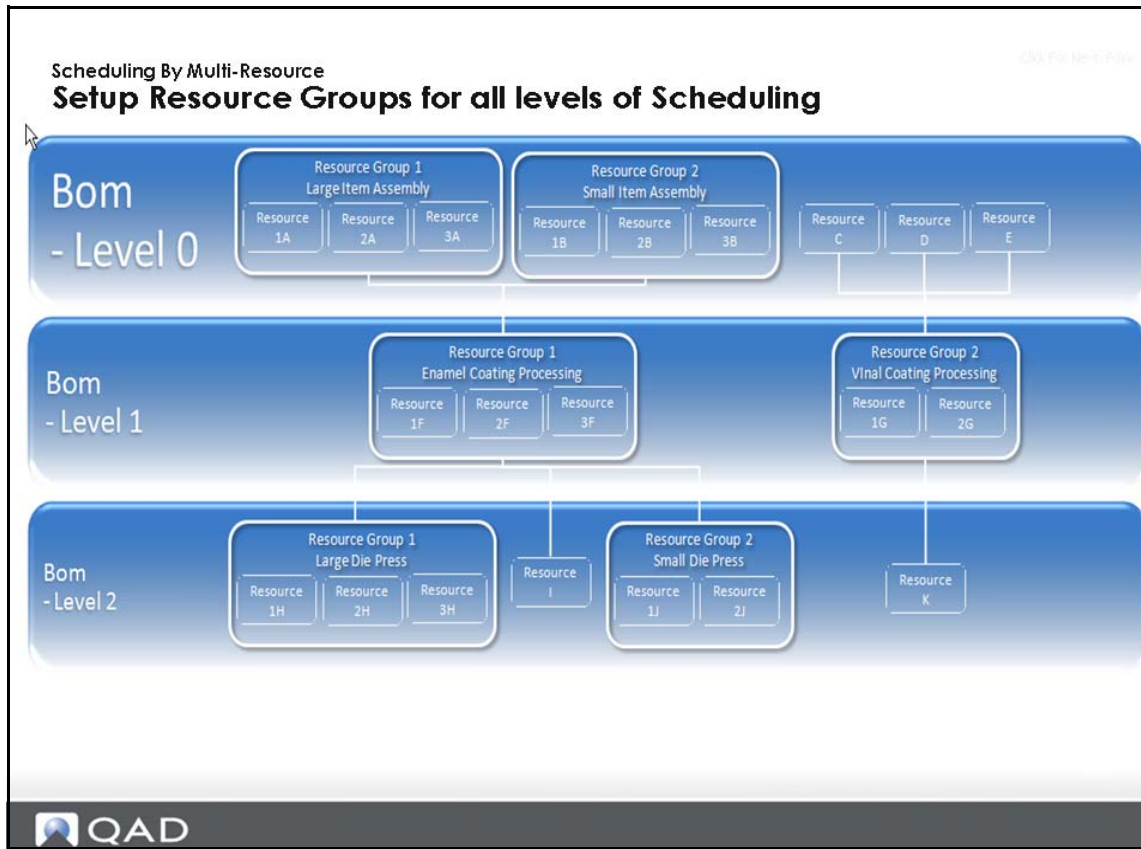 Click For Next Page
Scheduling By Multi-Resource
Setup Resource Groups for all levels of Scheduling
Bom
- Level 0
Resource Group 1
Large Item Assembly
Resource
1A
Resource
2A
Resource
3A
Resource Group 2
Small Item Assembly
Resource
1B
Resource
2B
Resource
3B
Resource
C
Resource
D
Resource
E
Bom
- Level 1
Resource Group 1
Enamel Coating Processing
Resource
1F
Resource
2F
Resource
3F
Resource Group 2
VInal Coating Processing
Resource
1G
Resource
2G
Bom
- Level 2
Resource Group 1
Large Die Press
Resource
1H
Resource
2H
Resource
3H
Resource
I
Resource Group 2
Small Die Press
Resource
1J
Resource
2J
Resource
K
QAD